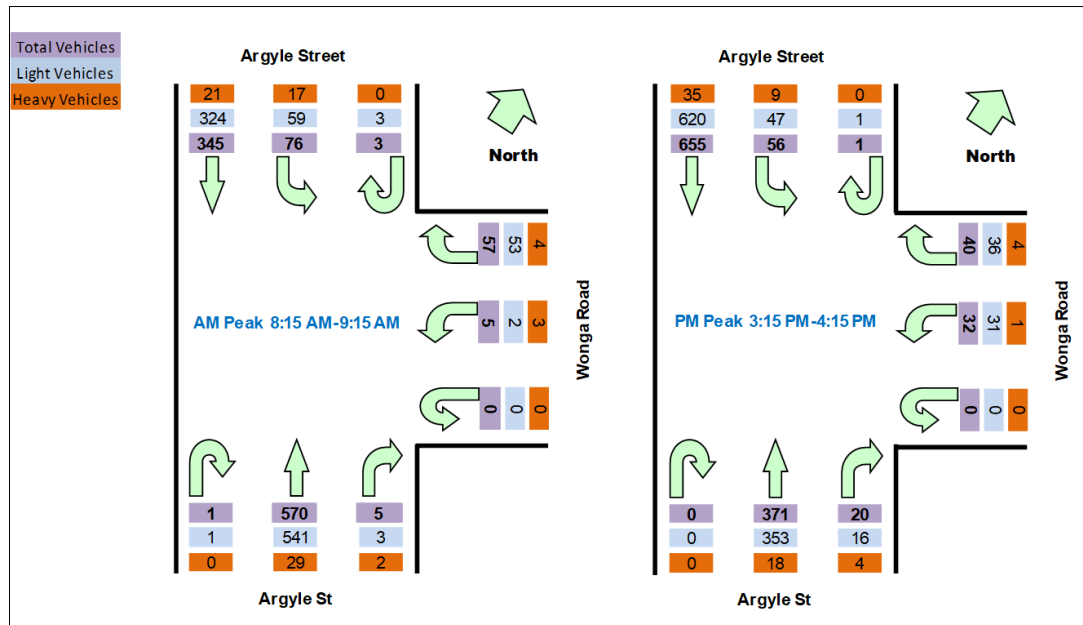 Total Vehicles
Light Vehicles
Heavy Vehicles
Argyle Street
21 17 0
324 59 3
345 76 3
North
57 53 4
AM Peak 8:15 AM-9:15 AM
5 2 3
Wonga Road
0 0 0
1 570 5
1 541 3
0 29 2
Argyle St
Argyle Street
35 9 0
620 47 1
655 56 1
North
40 36 4
PM Peak 3:15 PM-4:15 PM
32 31 1
Wonga Road
0 0 0
0 371 20
0 353 16
0 18 4
Argyle St